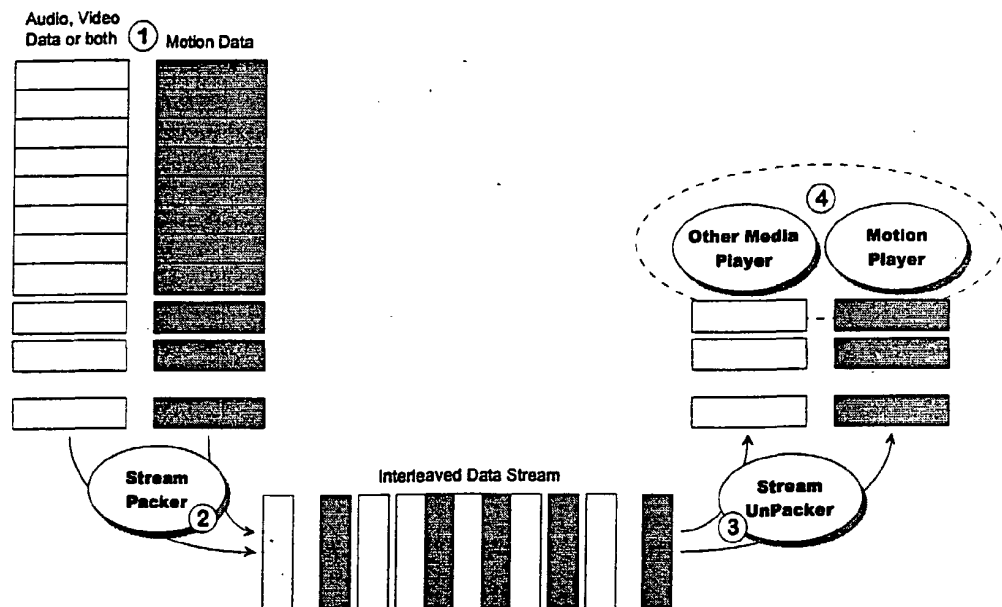 Audio, Video
Data or both
1
Motion Data
4
Other Media
Player
Motion
Player
Stream
Packer
2
Interleaved Data Stream
Stream
UnPacker
3